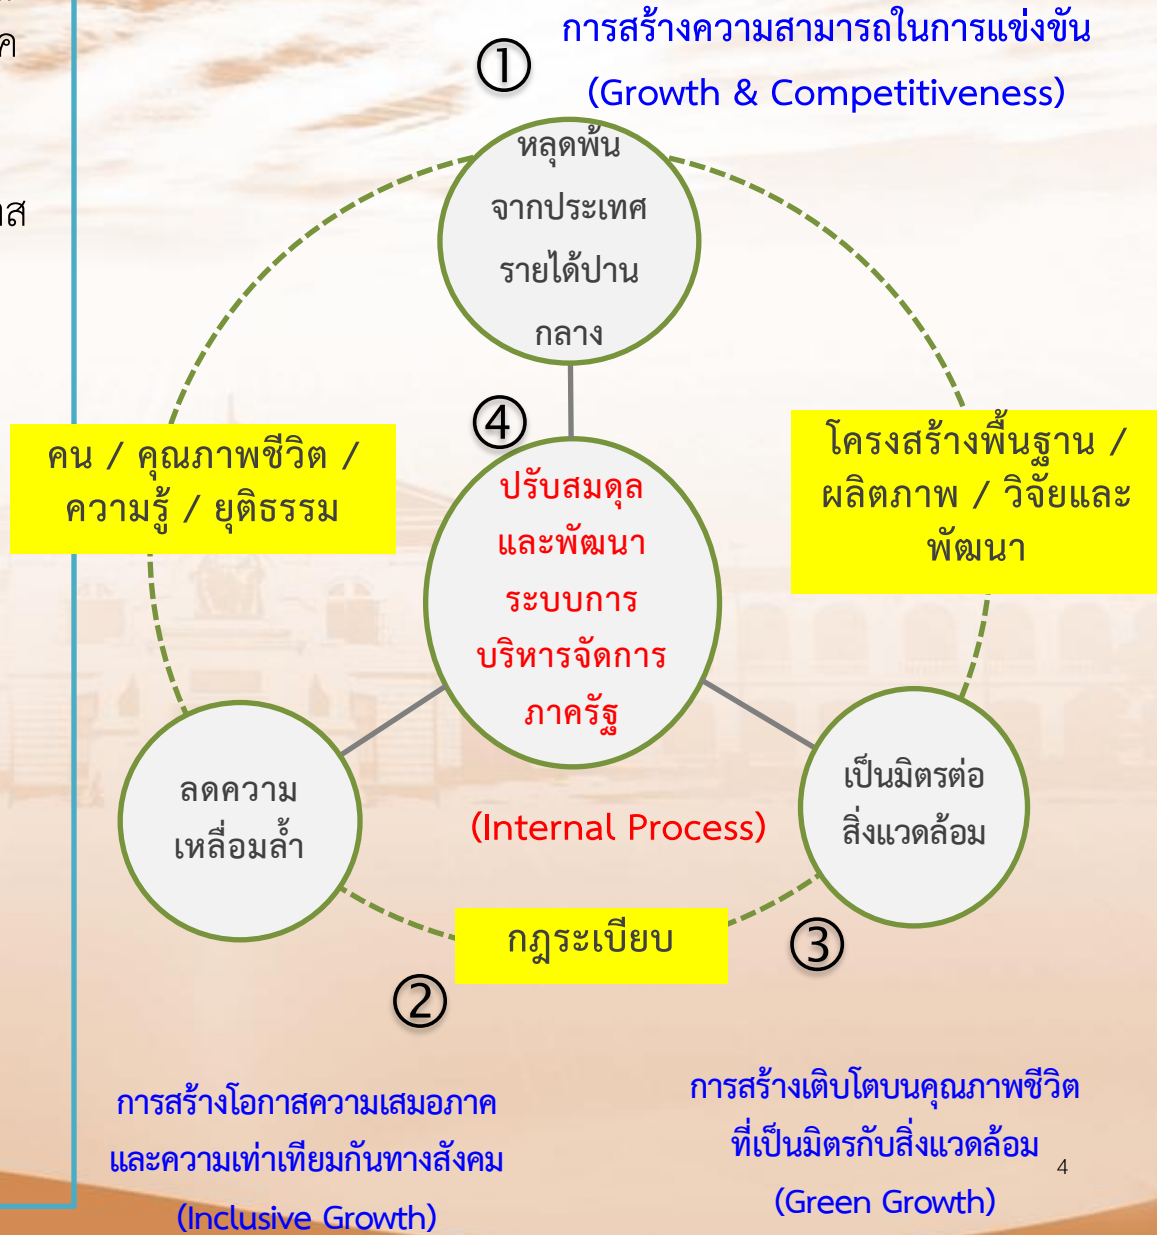 ค
าส
①
การสร้างความสามารถในการแข่งขัน
(Growth & Competitiveness)
หลุดพ้น
จากประเทศ
รายได้ปาน
กลาง
④
คน / คุณภาพชีวิต /
ความรู้ / ยุติธรรม
โครงสร้างพื้นฐาน /
ผลิตภาพ / วิจัยและ
พัฒนา
ปรับสมดุล
และพัฒนา
ระบบการ
บริหารจัดการ
ภาครัฐ
ลดความ
เหลื่อมล้ำ
(Internal Process)
เป็นมิตรต่อ
สิ่งแวดล้อม
กฎระเบียบ
③
②
การสร้างโอกาสความเสมอภาค
และความเท่าเทียมกันทางสังคม
(Inclusive Growth)
การสร้างเติบโตบนคุณภาพชีวิต
ที่เป็นมิตรกับสิ่งแวดล้อม
(Green Growth)
4